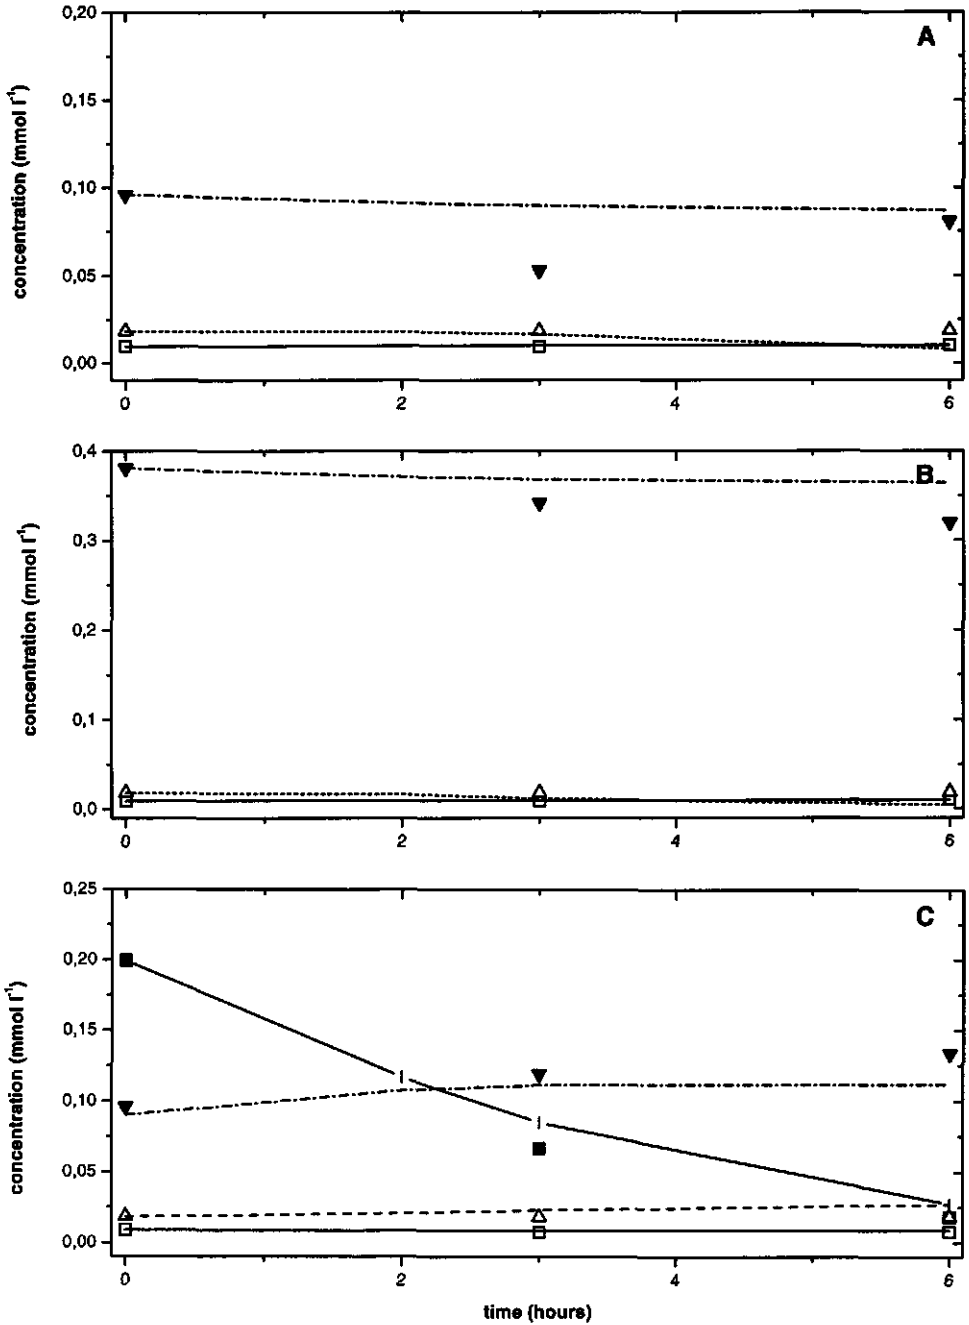 A
0,20
0,15
0,10
0,05
0,00
concentration (mmol l⁻¹)
0 2 4 6
B
0,4
0,3
0,2
0,1
0,0
concentration (mmol l⁻¹)
0 2 4 6
C
0,25
0,20
0,15
0,10
0,05
0,00
concentration (mmol l⁻¹)
0 2 4 6
time (hours)